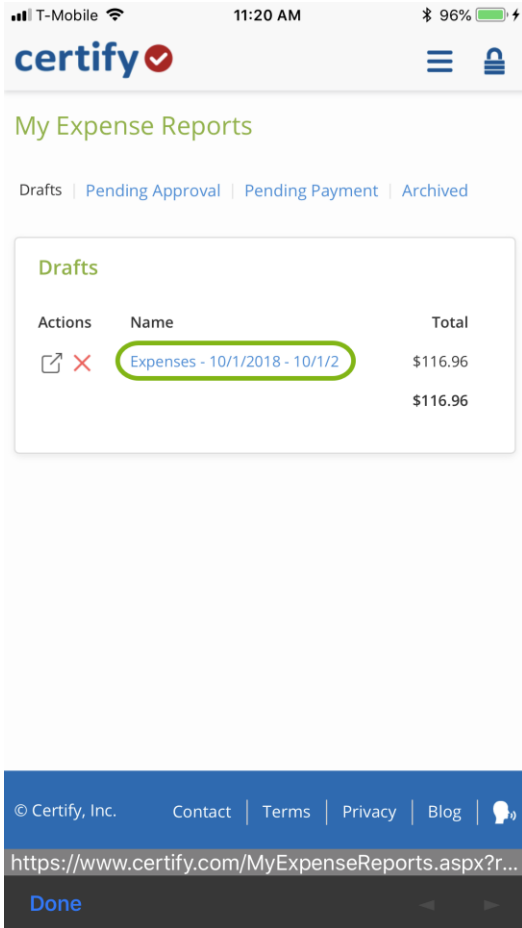 T-Mobile 11:20 AM 96%
certify
My Expense Reports
Drafts | Pending Approval | Pending Payment | Archived
Drafts
Actions Name Total
Expenses - 10/1/2018 - 10/1/2 $116.96
$116.96
© Certify, Inc. Contact | Terms | Privacy | Blog
https://www.certify.com/MyExpenseReports.aspx?r...
Done